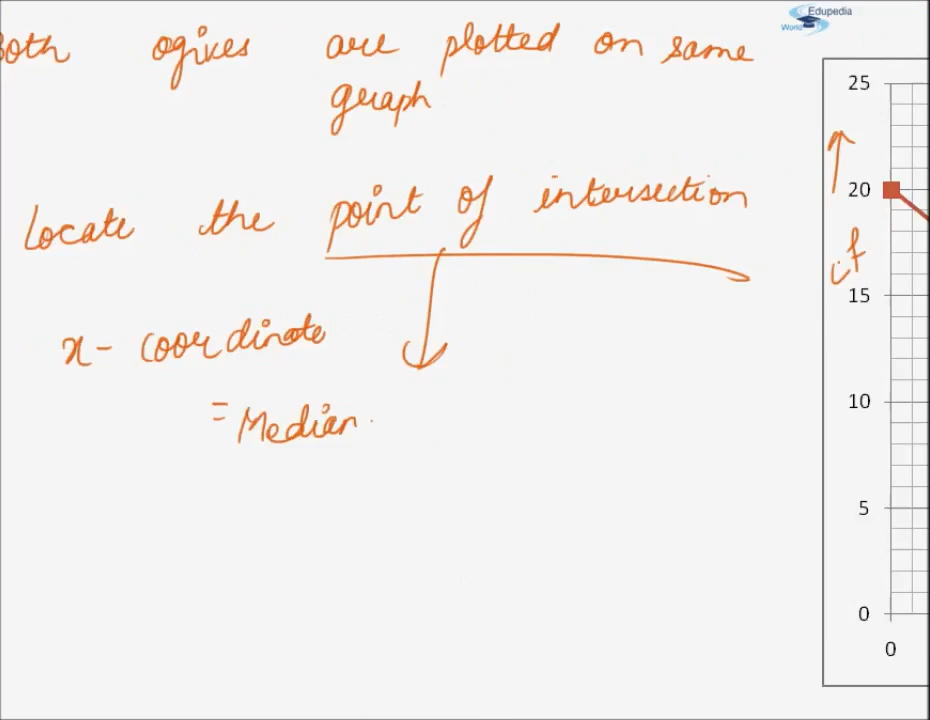 Both ogives are plotted on same
graph
Locate the point of intersection
x- coordinate
= Median.
Edupedia
World
25
20
cf
15
10
5
0
0